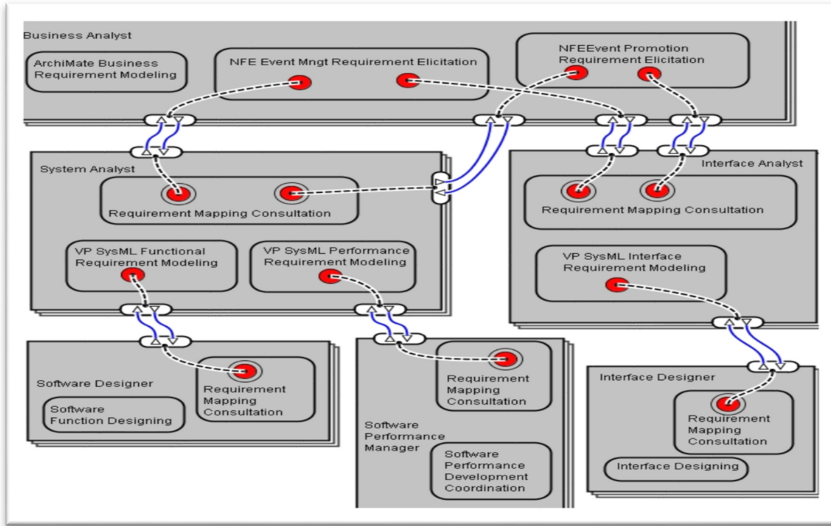 Business Analyst
ArchiMate Business
Requirement Modeling
NFE Event Mngt Requirement Elicitation
NFEEvent Promotion
Requirement Elicitation
System Analyst
Requirement Mapping Consultation
VP SysML Functional
Requirement Modeling
VP SysML Performance
Requirement Modeling
Interface Analyst
Requirement Mapping Consultation
VP SysML Interface
Requirement Modeling
Software Designer
Software
Function Designing
Requirement
Mapping
Consultation
Requirement
Mapping
Consultation
Software
Performance
Manager
Software
Performance
Development
Coordination
Interface Designer
Requirement
Mapping
Consultation
Interface Designing